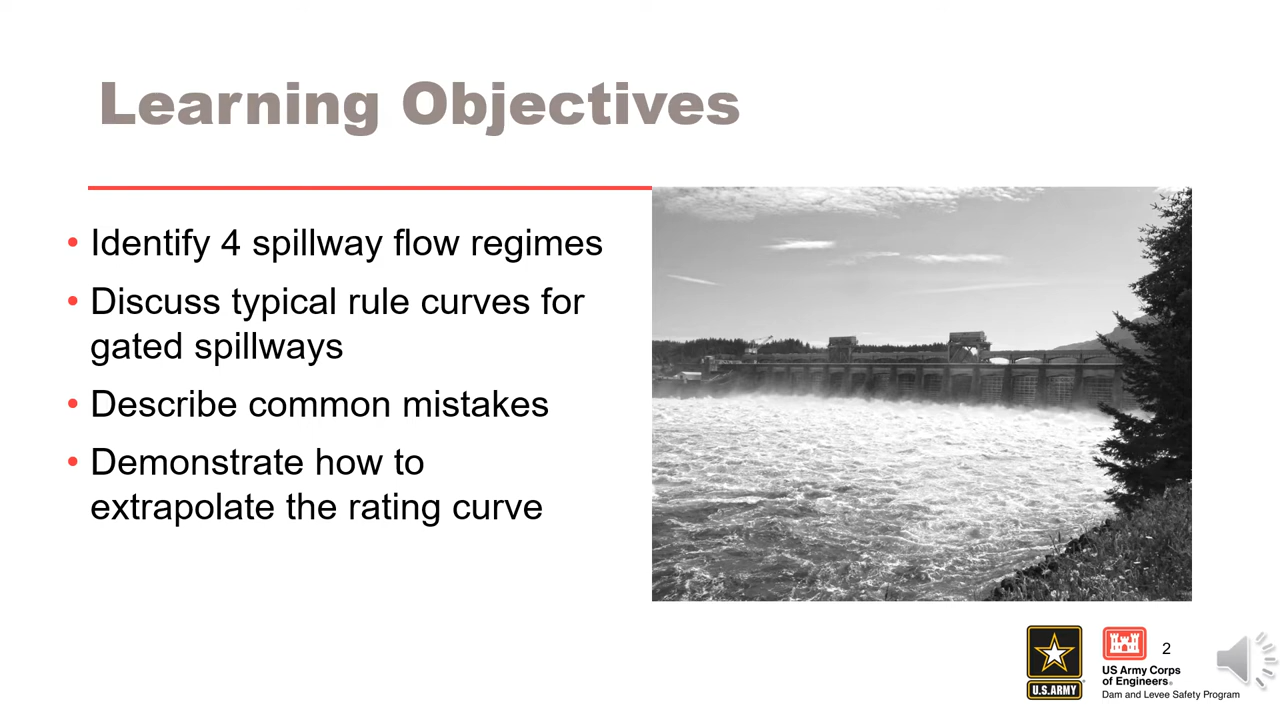 Learning Objectives
• Identify 4 spillway flow regimes
• Discuss typical rule curves for
gated spillways
• Describe common mistakes
• Demonstrate how to
extrapolate the rating curve
U.S.ARMY
2
US Army Corps
of Engineers®
Dam and Levee Safety Program